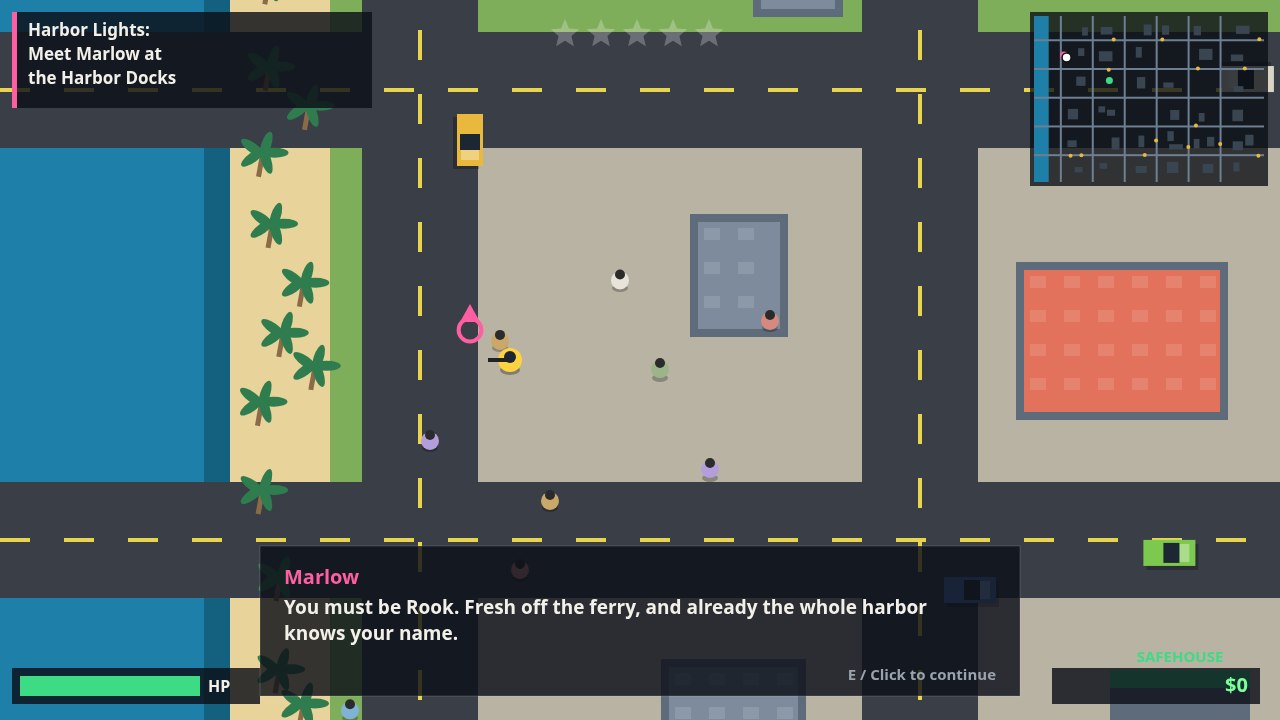 Harbor Lights:
Meet Marlow at
the Harbor Docks
Marlow
You must be Rook. Fresh off the ferry, and already the whole harbor
knows your name.
E / Click to continue
SAFEHOUSE
HP
$0